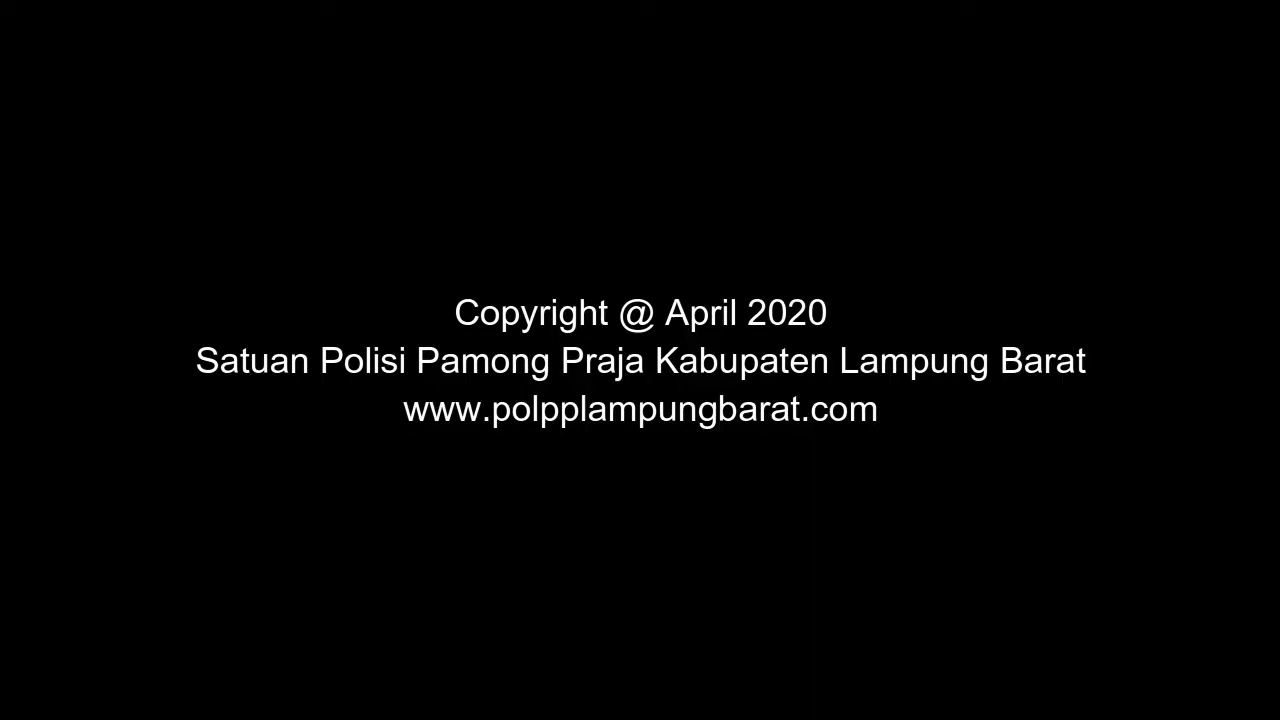 Copyright @ April 2020
Satuan Polisi Pamong Praja Kabupaten Lampung Barat
www.polpplampungbarat.com